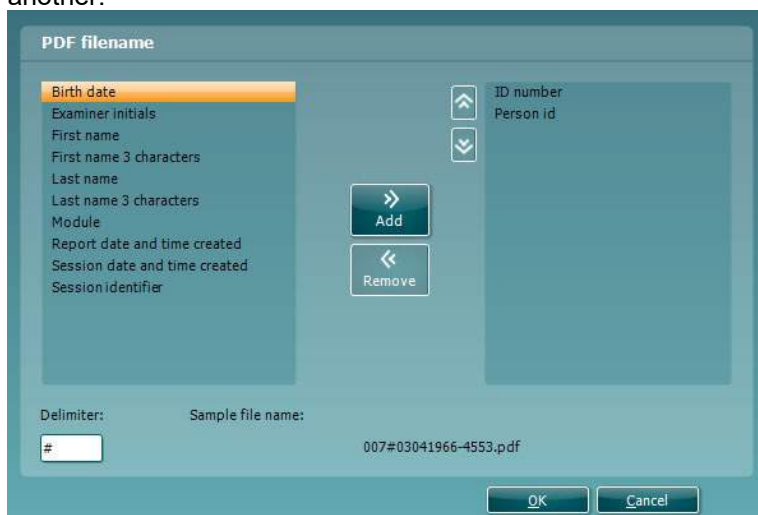 another.
PDF filename
Birth date
Examiner initials
First name
First name 3 characters
Last name
Last name 3 characters
Module
Report date and time created
Session date and time created
Session identifier
Add
Remove
ID number
Person id
Delimiter:
Sample file name:
#
007#03041966-4553.pdf
OK
Cancel